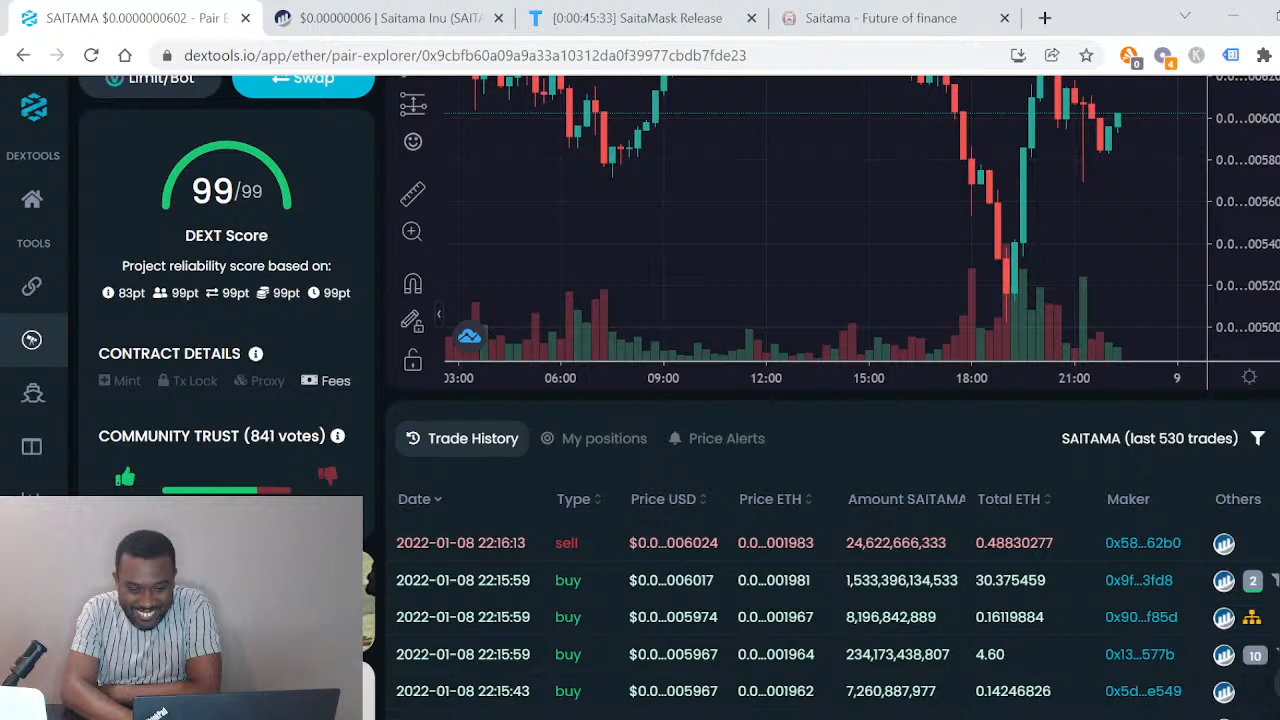 SAITAMA $0.0000000602 - Pair E
$0.00000006 | Saitama Inu (SAIT
[0:00:45:33] SaitaMask Release
Saitama - Future of finance
dextools.io/app/ether/pair-explorer/0x9cbfb60a09a9a33a10312da0f39977cbdb7fde23
0
4
K
Limit/Bot
Swap
DEXTOOLS
TOOLS
99/99
DEXT Score
Project reliability score based on:
83pt 99pt 99pt 99pt 99pt
CONTRACT DETAILS
Mint Tx Lock Proxy Fees
COMMUNITY TRUST (841 votes)
0.0...00620
0.0...00600
0.0...00580
0.0...00560
0.0...00540
0.0...00520
0.0...00500
03:00 06:00 09:00 12:00 15:00 18:00 21:00 9
Trade History My positions Price Alerts SAITAMA (last 530 trades)
Date Type Price USD Price ETH Amount SAITAMA Total ETH Maker Others
2022-01-08 22:16:13 sell $0.0...006024 0.0...001983 24,622,666,333 0.48830277 0x58...62b0
2022-01-08 22:15:59 buy $0.0...006017 0.0...001981 1,533,396,134,533 30.375459 0x9f...3fd8 2
2022-01-08 22:15:59 buy $0.0...005974 0.0...001967 8,196,842,889 0.16119884 0x90...f85d
2022-01-08 22:15:59 buy $0.0...005967 0.0...001964 234,173,438,807 4.60 0x13...577b 10
2022-01-08 22:15:43 buy $0.0...005967 0.0...001962 7,260,887,977 0.14246826 0x5d...e549